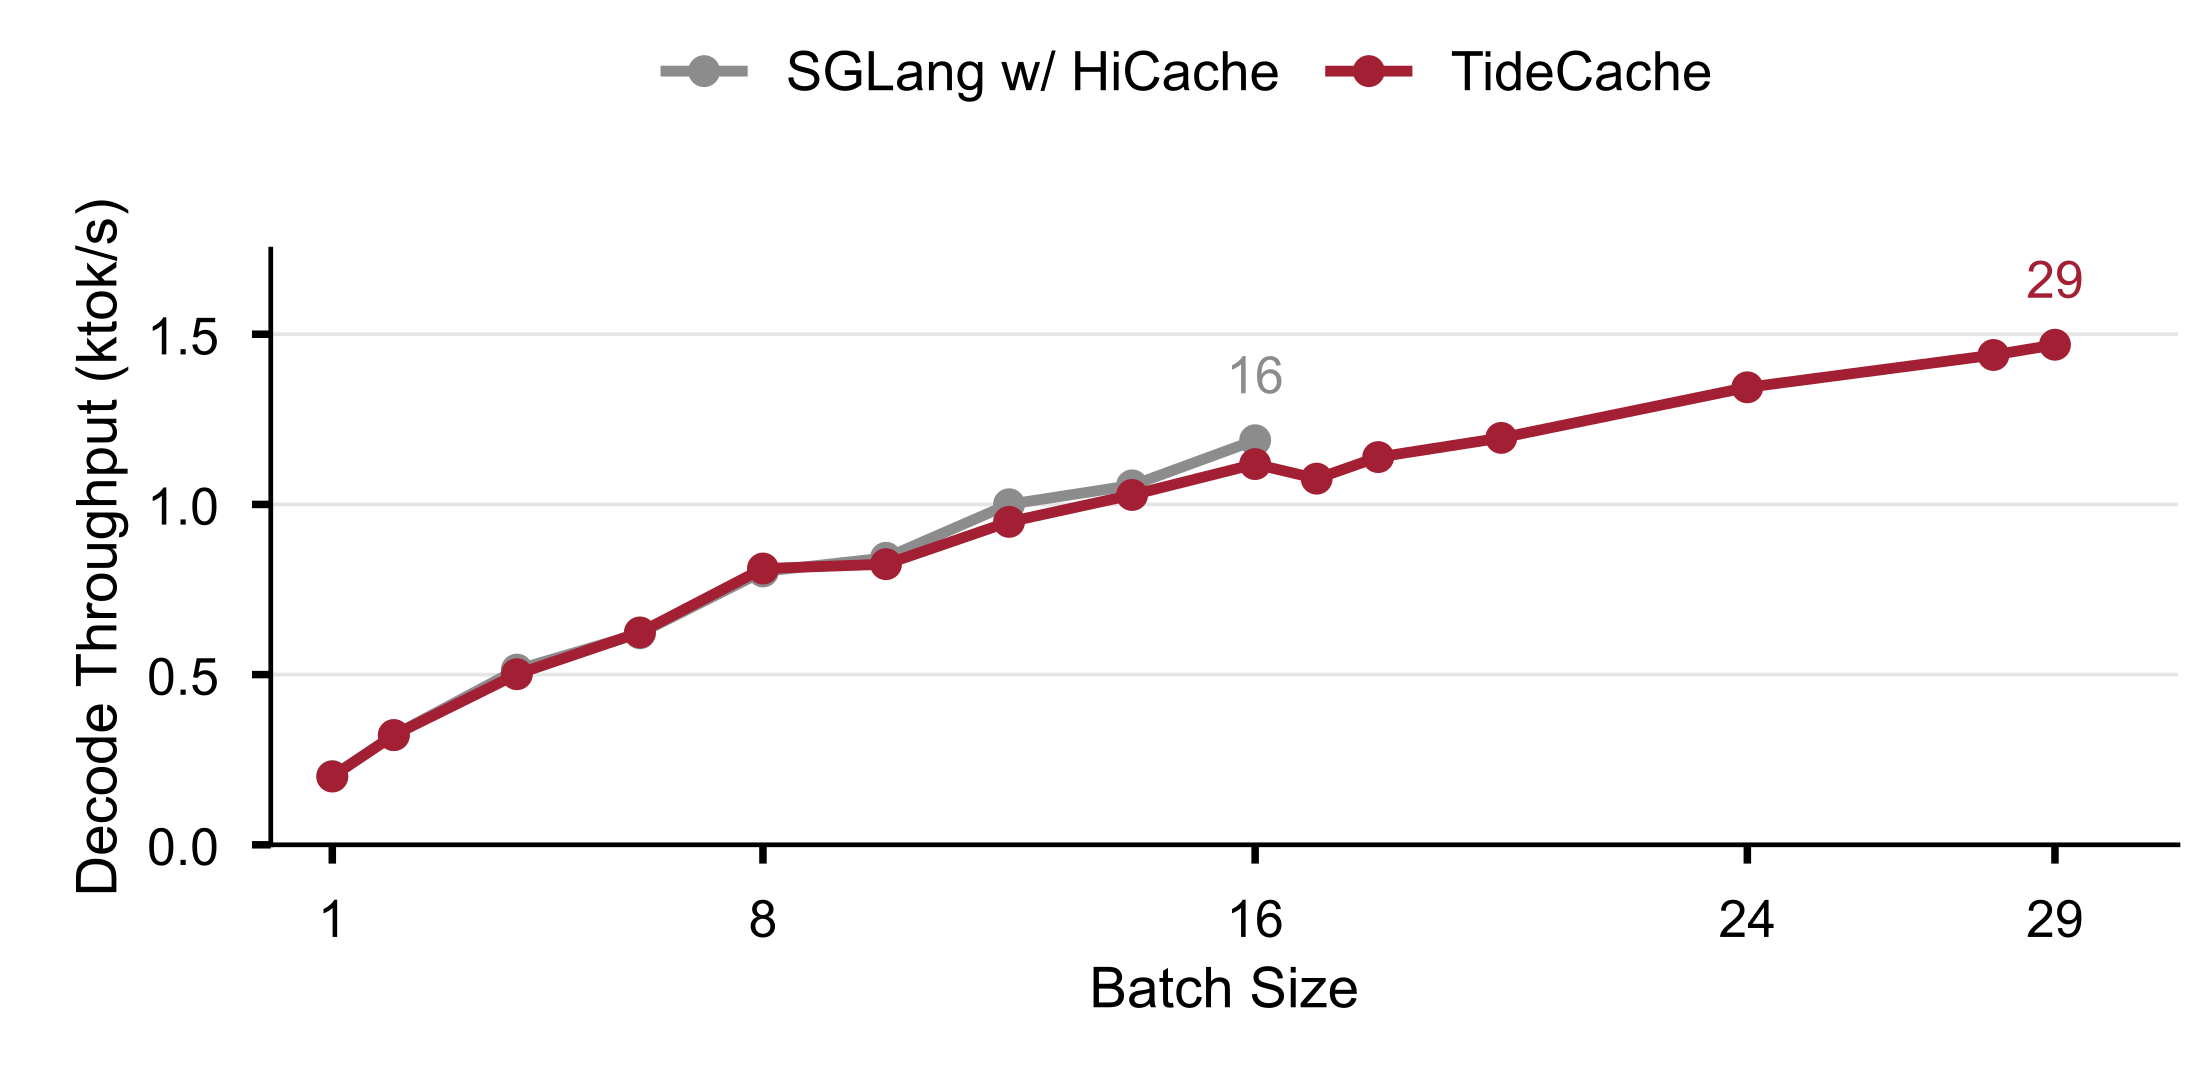 SGLang w/ HiCache TideCache
Decode Throughput (ktok/s)
29
1.5
16
1.0
0.5
0.0
1 8 16 24 29
Batch Size